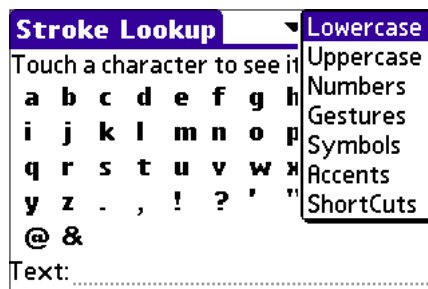 Stroke Lookup
Touch a character to see it
a b c d e f g h
i j k l m n o p
q r s t u v w x
y z . , ! ? ' "
@ &
Text:
Lowercase
Uppercase
Numbers
Gestures
Symbols
Accents
ShortCuts